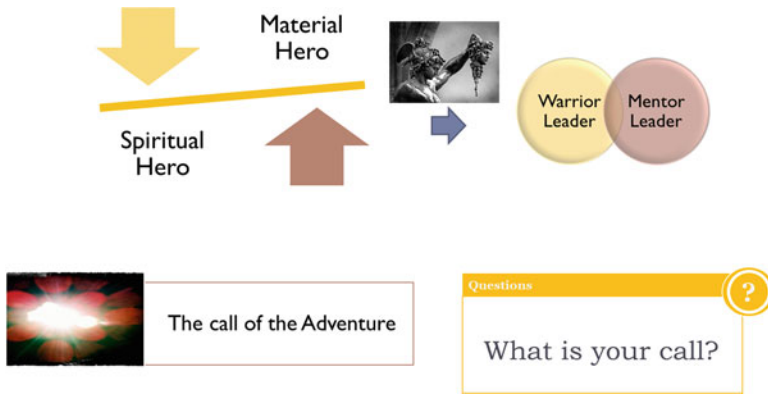 Material
Hero
Spiritual
Hero
Warrior
Leader
Mentor
Leader
The call of the Adventure
Questions
?
What is your call?